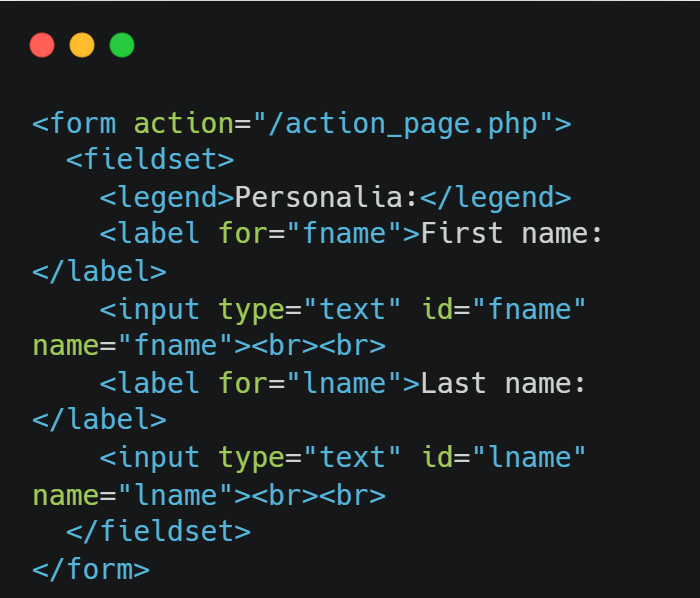 <form action="/action_page.php">
  <fieldset>
    <legend>Personalia:</legend>
    <label for="fname">First name:
</label>
    <input type="text" id="fname"
name="fname"><br><br>
    <label for="lname">Last name:
</label>
    <input type="text" id="lname"
name="lname"><br><br>
  </fieldset>
</form>